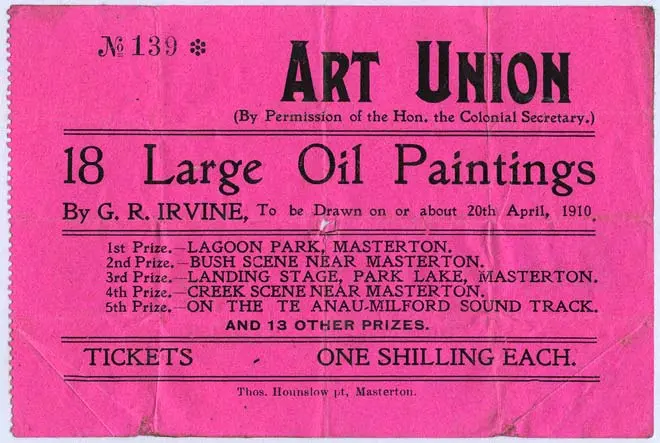 No 139
ART UNION
(By Permission of the Hon. the Colonial Secretary.)
18 Large Oil Paintings
By G. R. IRVINE, To be Drawn on or about 20th April, 1910.
1st Prize.—LAGOON PARK, MASTERTON.
2nd Prize.—BUSH SCENE NEAR MASTERTON.
3rd Prize.—LANDING STAGE, PARK LAKE, MASTERTON.
4th Prize.—CREEK SCENE NEAR MASTERTON.
5th Prize.—ON THE TE ANAU-MILFORD SOUND TRACK.
AND 13 OTHER PRIZES.
TICKETS - ONE SHILLING EACH.
Thos. Hounslow pt, Masterton.